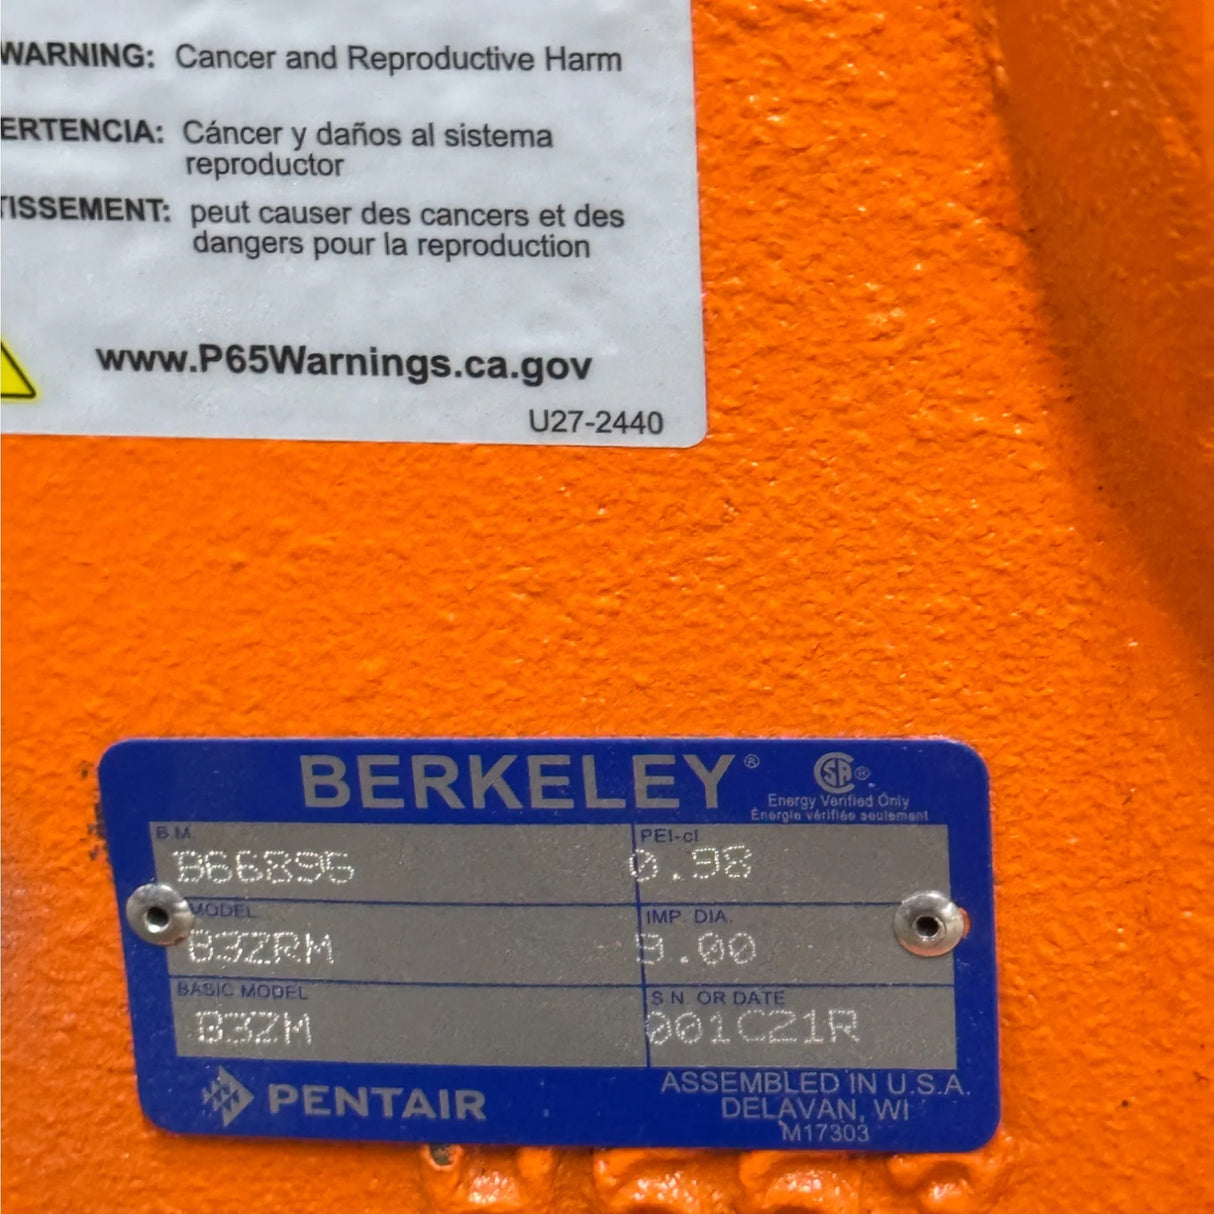 WARNING: Cancer and Reproductive Harm
ERTENCIA: Cáncer y daños al sistema
reproductor
TISSEMENT: peut causer des cancers et des
dangers pour la reproduction
www.P65Warnings.ca.gov
U27-2440
BERKELEY®
SA®
Energy Verified Only
Énergie vérifiée seulement
B.M. PEI-cl
B66896 0.98
MODEL IMP. DIA.
B3ZRM 9.00
BASIC MODEL S.N. OR DATE
B3ZM 001C21R
PENTAIR
ASSEMBLED IN U.S.A.
DELAVAN, WI
M17303